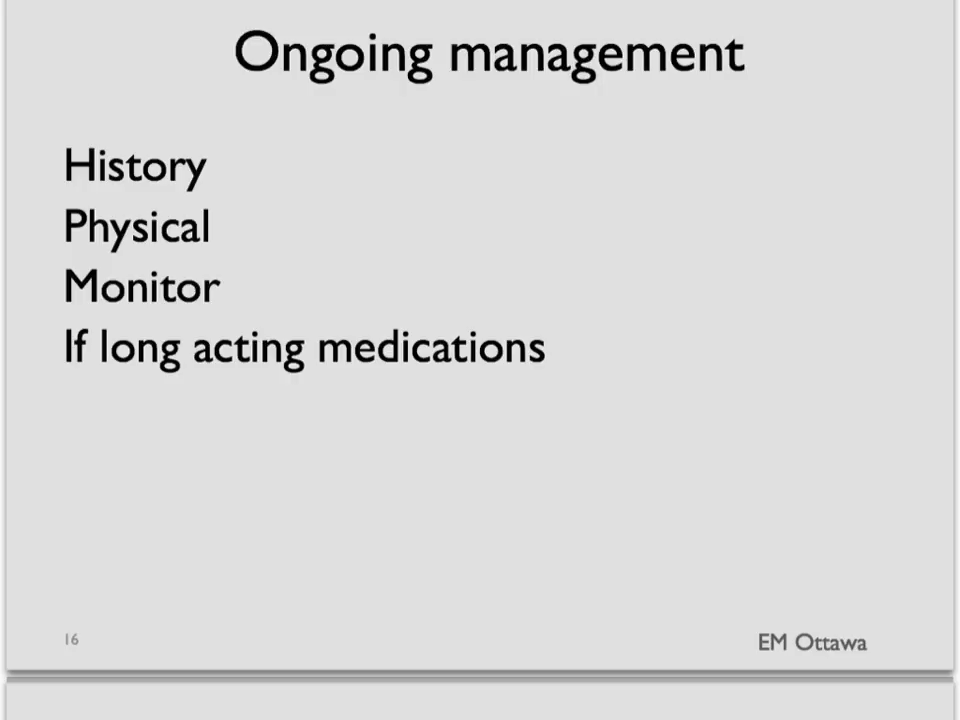 Ongoing management
History
Physical
Monitor
If long acting medications
16
EM Ottawa